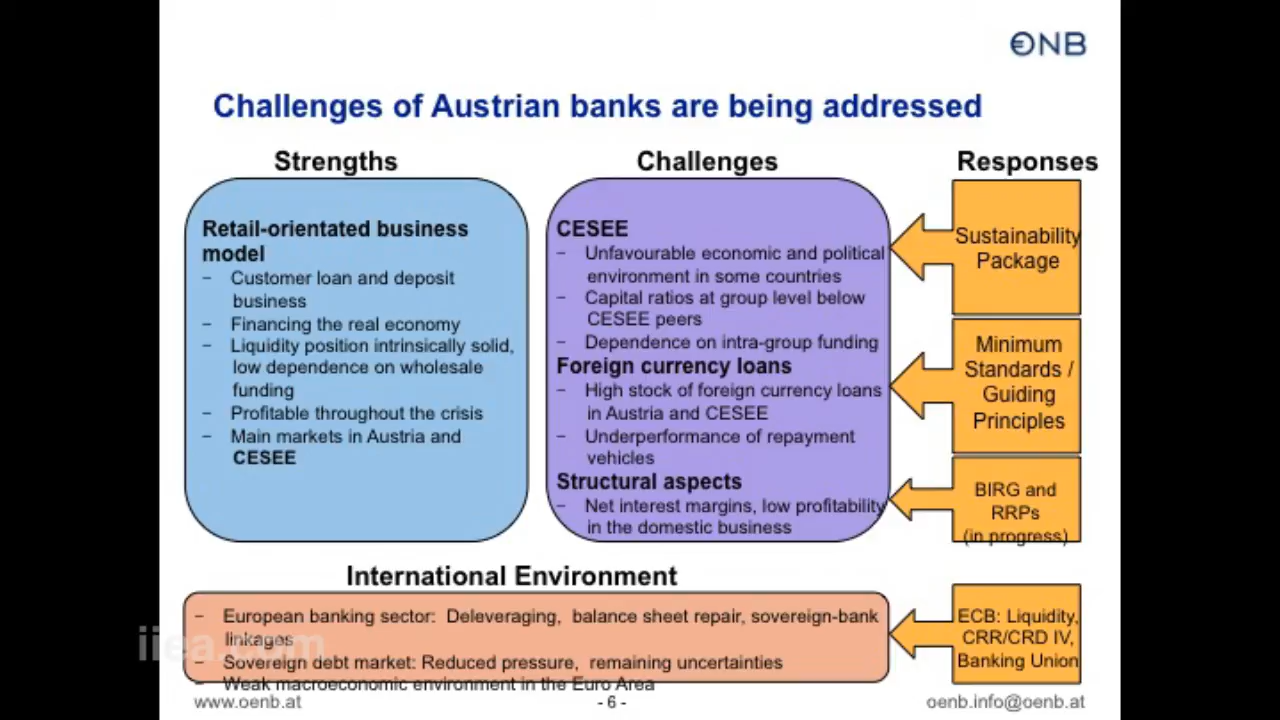 ONB
Challenges of Austrian banks are being addressed
Strengths
Retail-orientated business
model
– Customer loan and deposit
business
– Financing the real economy
– Liquidity position intrinsically solid,
low dependence on wholesale
funding
– Profitable throughout the crisis
– Main markets in Austria and
CESEE
Challenges
CESEE
– Unfavourable economic and political
environment in some countries
– Capital ratios at group level below
CESEE peers
– Dependence on intra-group funding
Foreign currency loans
– High stock of foreign currency loans
in Austria and CESEE
– Underperformance of repayment
vehicles
Structural aspects
– Net interest margins, low profitability
in the domestic business
Responses
Sustainability
Package
Minimum
Standards /
Guiding
Principles
BIRG and
RRPs
(in progress)
International Environment
– European banking sector: Deleveraging, balance sheet repair, sovereign-bank
linkages
– Sovereign debt market: Reduced pressure, remaining uncertainties
– Weak macroeconomic environment in the Euro Area
ECB: Liquidity,
CRR/CRD IV,
Banking Union
iiea.com
www.oenb.at
- 6 -
oenb.info@oenb.at